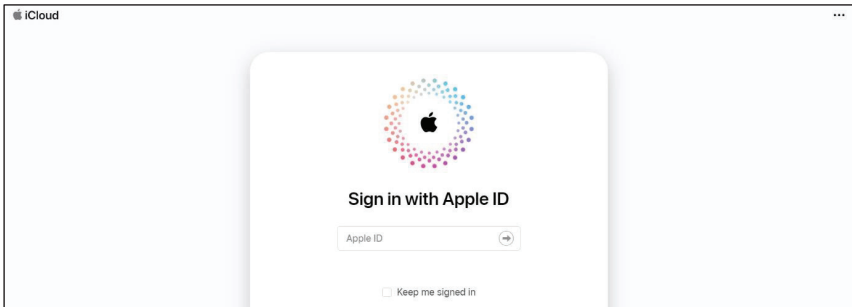 iCloud
Sign in with Apple ID
Apple ID
Keep me signed in